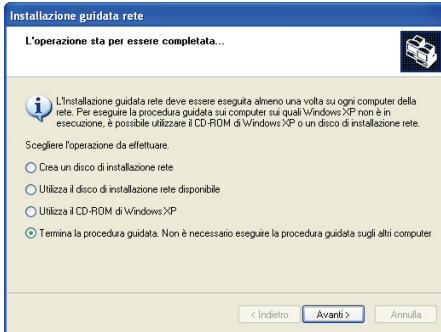 Installazione guidata rete
L'operazione sta per essere completata...
L'Installazione guidata rete deve essere eseguita almeno una volta su ogni computer della
rete. Per eseguire la procedura guidata su computer sui quali Windows XP non è in
esecuzione, è possibile utilizzare il CD-ROM di Windows XP o un disco di installazione rete.
Scegliere l'operazione da effettuare.
Crea un disco di installazione rete
Utilizza il disco di installazione rete disponibile
Utilizza il CD-ROM di Windows XP
Termina la procedura guidata. Non è necessario eseguire la procedura guidata sugli altri computer
< Indietro Avanti > Annulla